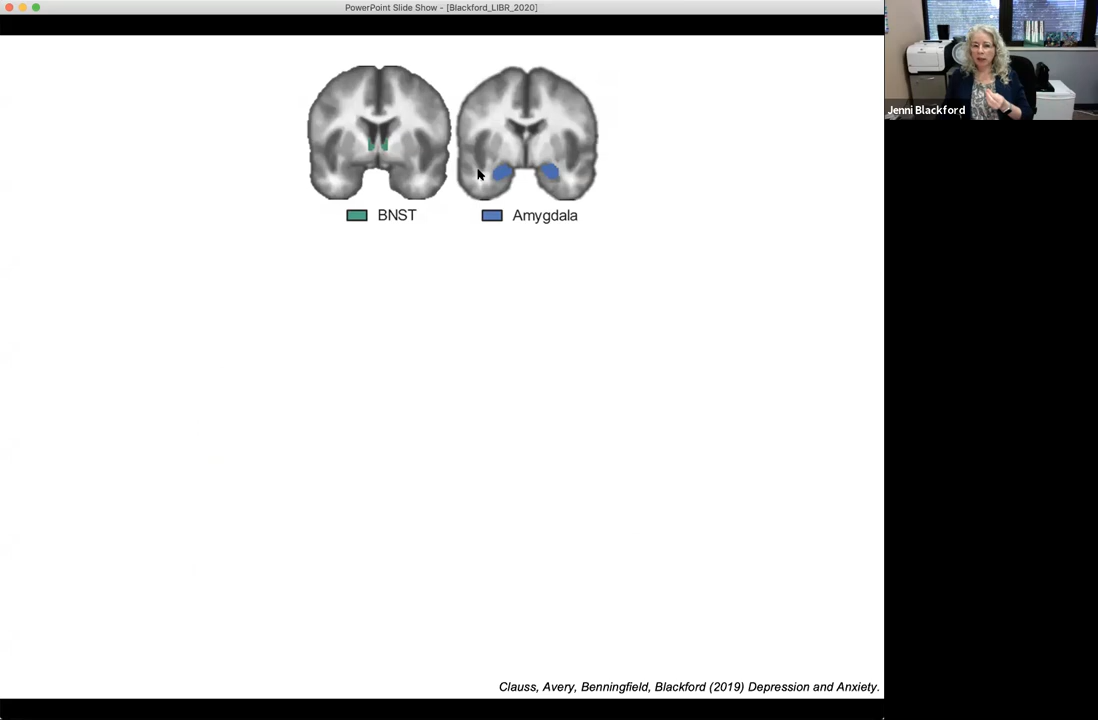 PowerPoint Slide Show - [Blackford_LIBR_2020]
Jenni Blackford
BNST
Amygdala
Clauss, Avery, Benningfield, Blackford (2019) Depression and Anxiety.